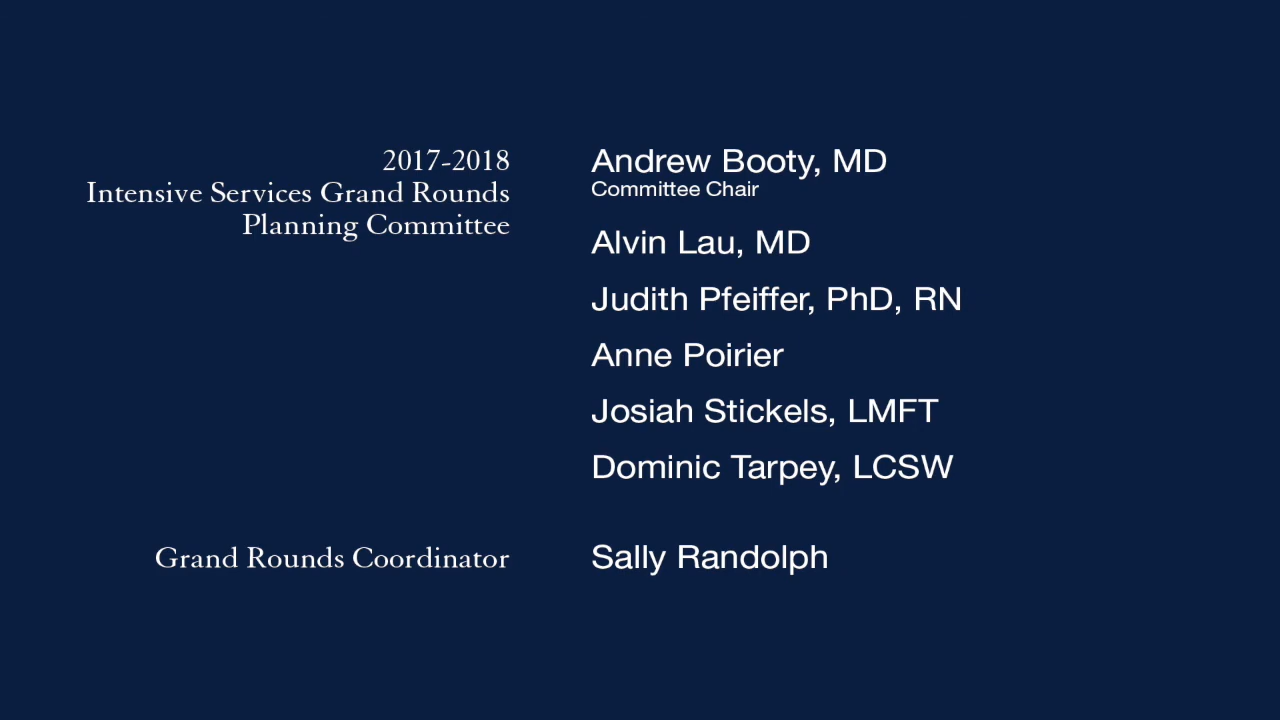 2017-2018
Intensive Services Grand Rounds
Planning Committee
Andrew Booty, MD
Committee Chair
Alvin Lau, MD
Judith Pfeiffer, PhD, RN
Anne Poirier
Josiah Stickels, LMFT
Dominic Tarpey, LCSW
Grand Rounds Coordinator
Sally Randolph